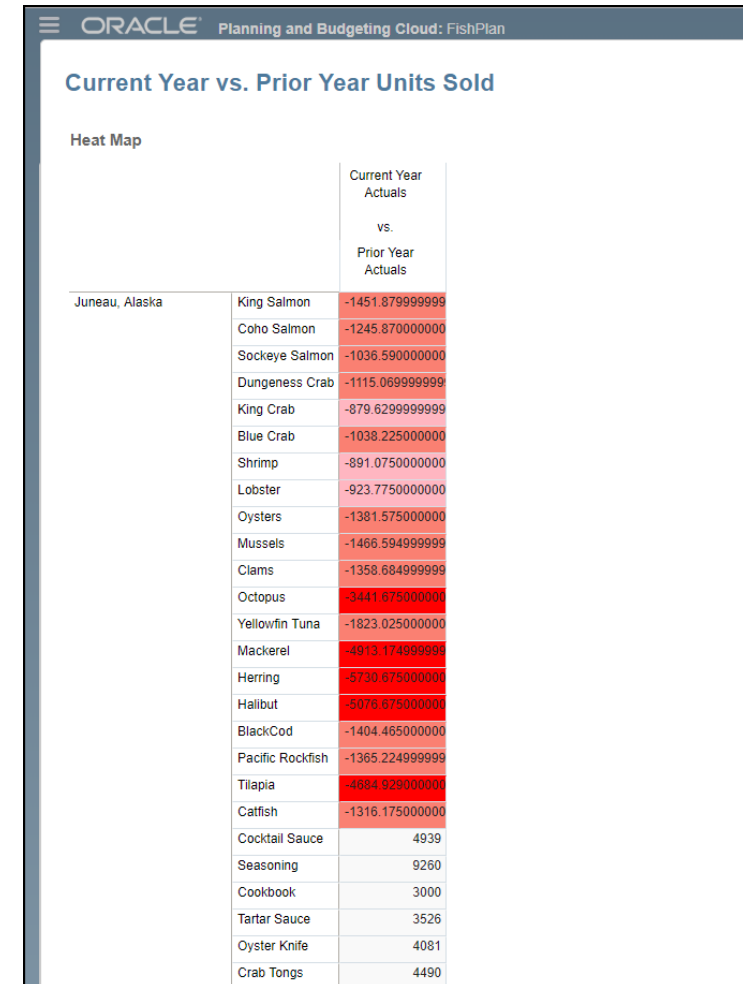 ORACLE Planning and Budgeting Cloud: FishPlan
Current Year vs. Prior Year Units Sold
Heat Map
Current Year
Actuals
vs.
Prior Year
Actuals
Juneau, Alaska King Salmon -1451.879999999
Coho Salmon -1245.870000000
Sockeye Salmon -1036.590000000
Dungeness Crab -1115.069999999
King Crab -879.6299999999
Blue Crab -1038.225000000
Shrimp -891.0750000000
Lobster -923.7750000000
Oysters -1381.575000000
Mussels -1466.594999999
Clams -1358.684999999
Octopus -3441.675000000
Yellowfin Tuna -1823.025000000
Mackerel -4913.174999999
Herring -5730.675000000
Halibut -5076.675000000
BlackCod -1404.465000000
Pacific Rockfish -1365.224999999
Tilapia -4684.929000000
Catfish -1316.175000000
Cocktail Sauce 4939
Seasoning 9260
Cookbook 3000
Tartar Sauce 3526
Oyster Knife 4081
Crab Tongs 4490